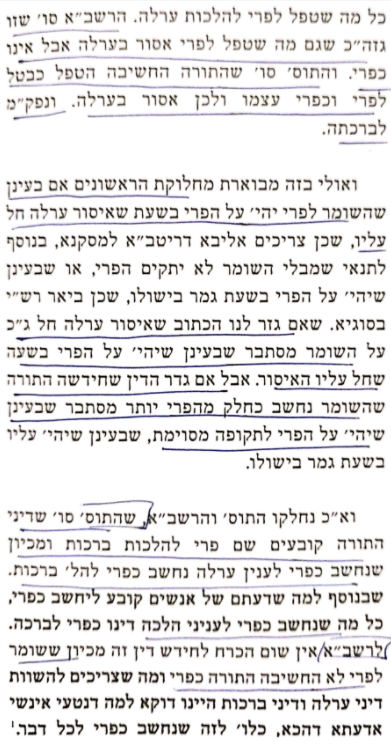 כל מה שטפל לפרי להלכות ערלה. הרשב״א סו׳ שזו
גזה״כ שגם מה שטפל לפרי אסור בערלה אבל אינו
כפרי. והתוס׳ סו׳ שהתורה החשיבה הטפל כבטל
לפרי וכפרי עצמו ולכן אסור בערלה. ונפק״מ
לברכתה.
ואולי בזה מבוארת מחלוקת הראשונים אם בעינן
שהשומר לפרי יהי׳ על הפרי בשעת שאיסור ערלה חל
עליו, שכן צריכים אליבא דריטב״א למסקנא, בנוסף
לתנאי שמבלי השומר לא יתקים הפרי, או שבעינן
שיהי׳ על הפרי בשעת גמר בישולו, שכן ביאר רש״י
בסוגיא. שאם גזר לנו הכתוב שאיסור ערלה חל ג״כ
על השומר מסתבר שבעינן שיהי׳ על הפרי בשעה
שחל עליו האיסור. אבל אם גדר הדין שחידשה התורה
שהשומר נחשב כחלק מהפרי יותר מסתבר שבעינן
שיהי׳ על הפרי לתקופה מסוימת, שבעינן שיהי׳ עליו
בשעת גמר בישולו.
וא״כ נחלקו התוס׳ והרשב״א, שהתוס׳ סו׳ שדיני
התורה קובעים שם פרי להלכות ברכות ומכיון
שנחשב כפרי לענין ערלה נחשב כפרי להל׳ ברכות.
שבנוסף למה שדעתם של אנשים קובע ליחשב כפרי,
כל מה שנחשב כפרי לעניני הלכה דינו כפרי לברכה.
לרשב״א אין שום הכרח לחידש דין זה מכיון ששומר
לפרי לא החשיבה התורה כפרי ומה שצריכים להשוות
דיני ערלה ודיני ברכות היינו דוקא למה דנטעי אינשי
אדעתא דהכא, כלו׳ לזה שנחשב כפרי לכל דבר.¹